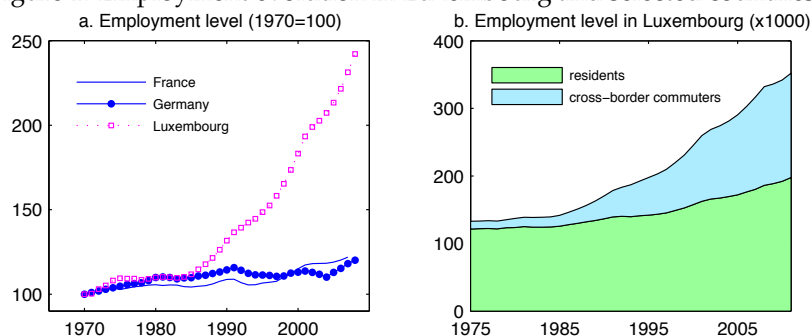 a. Employment level (1970=100)
b. Employment level in Luxembourg (x1000)
250
200
150
100
1970
1980
1990
2000
France
Germany
Luxembourg
400
300
200
100
0
1975
1985
1995
2005
residents
cross-border commuters